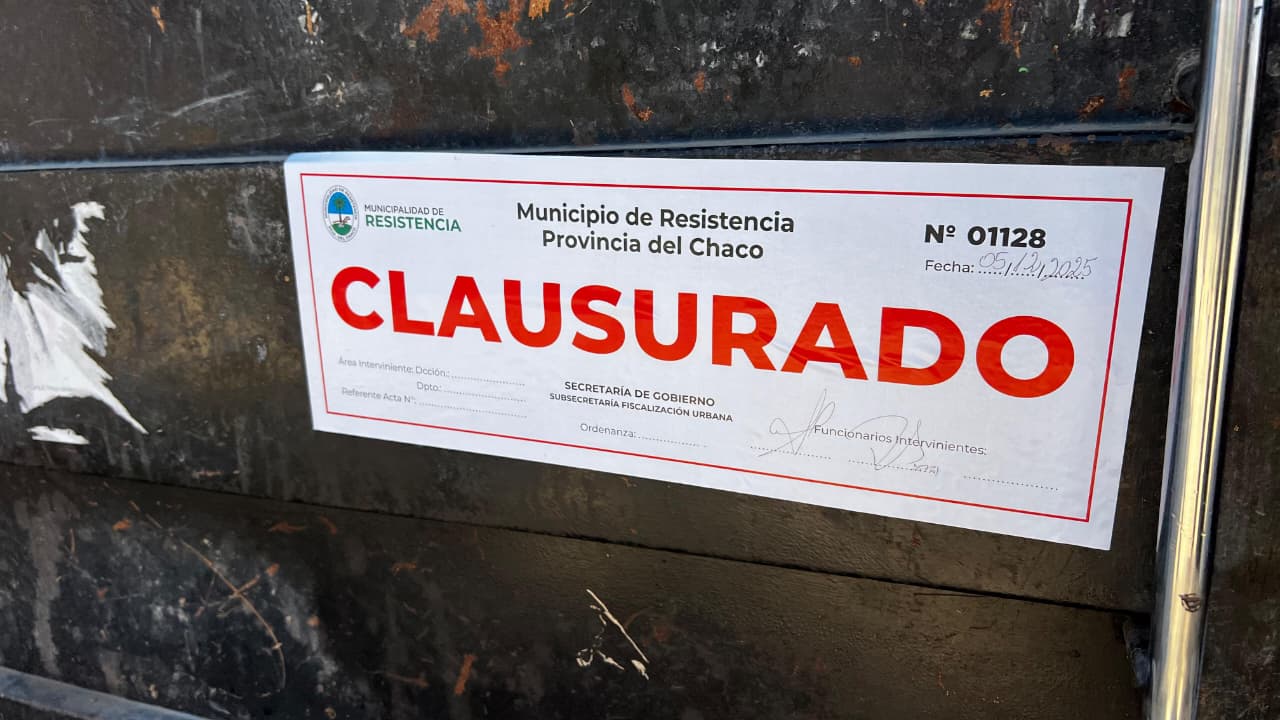 MUNICIPALIDAD DE
RESISTENCIA
Municipio de Resistencia
Provincia del Chaco
Nº 01128
Fecha: 05/12/2025
CLAUSURADO
Área Interviniente: Dcción.:
Dpto.:
Referente Acta N°:
SECRETARÍA DE GOBIERNO
SUBSECRETARÍA FISCALIZACIÓN URBANA
Ordenanza:
Funcionarios Intervinientes: